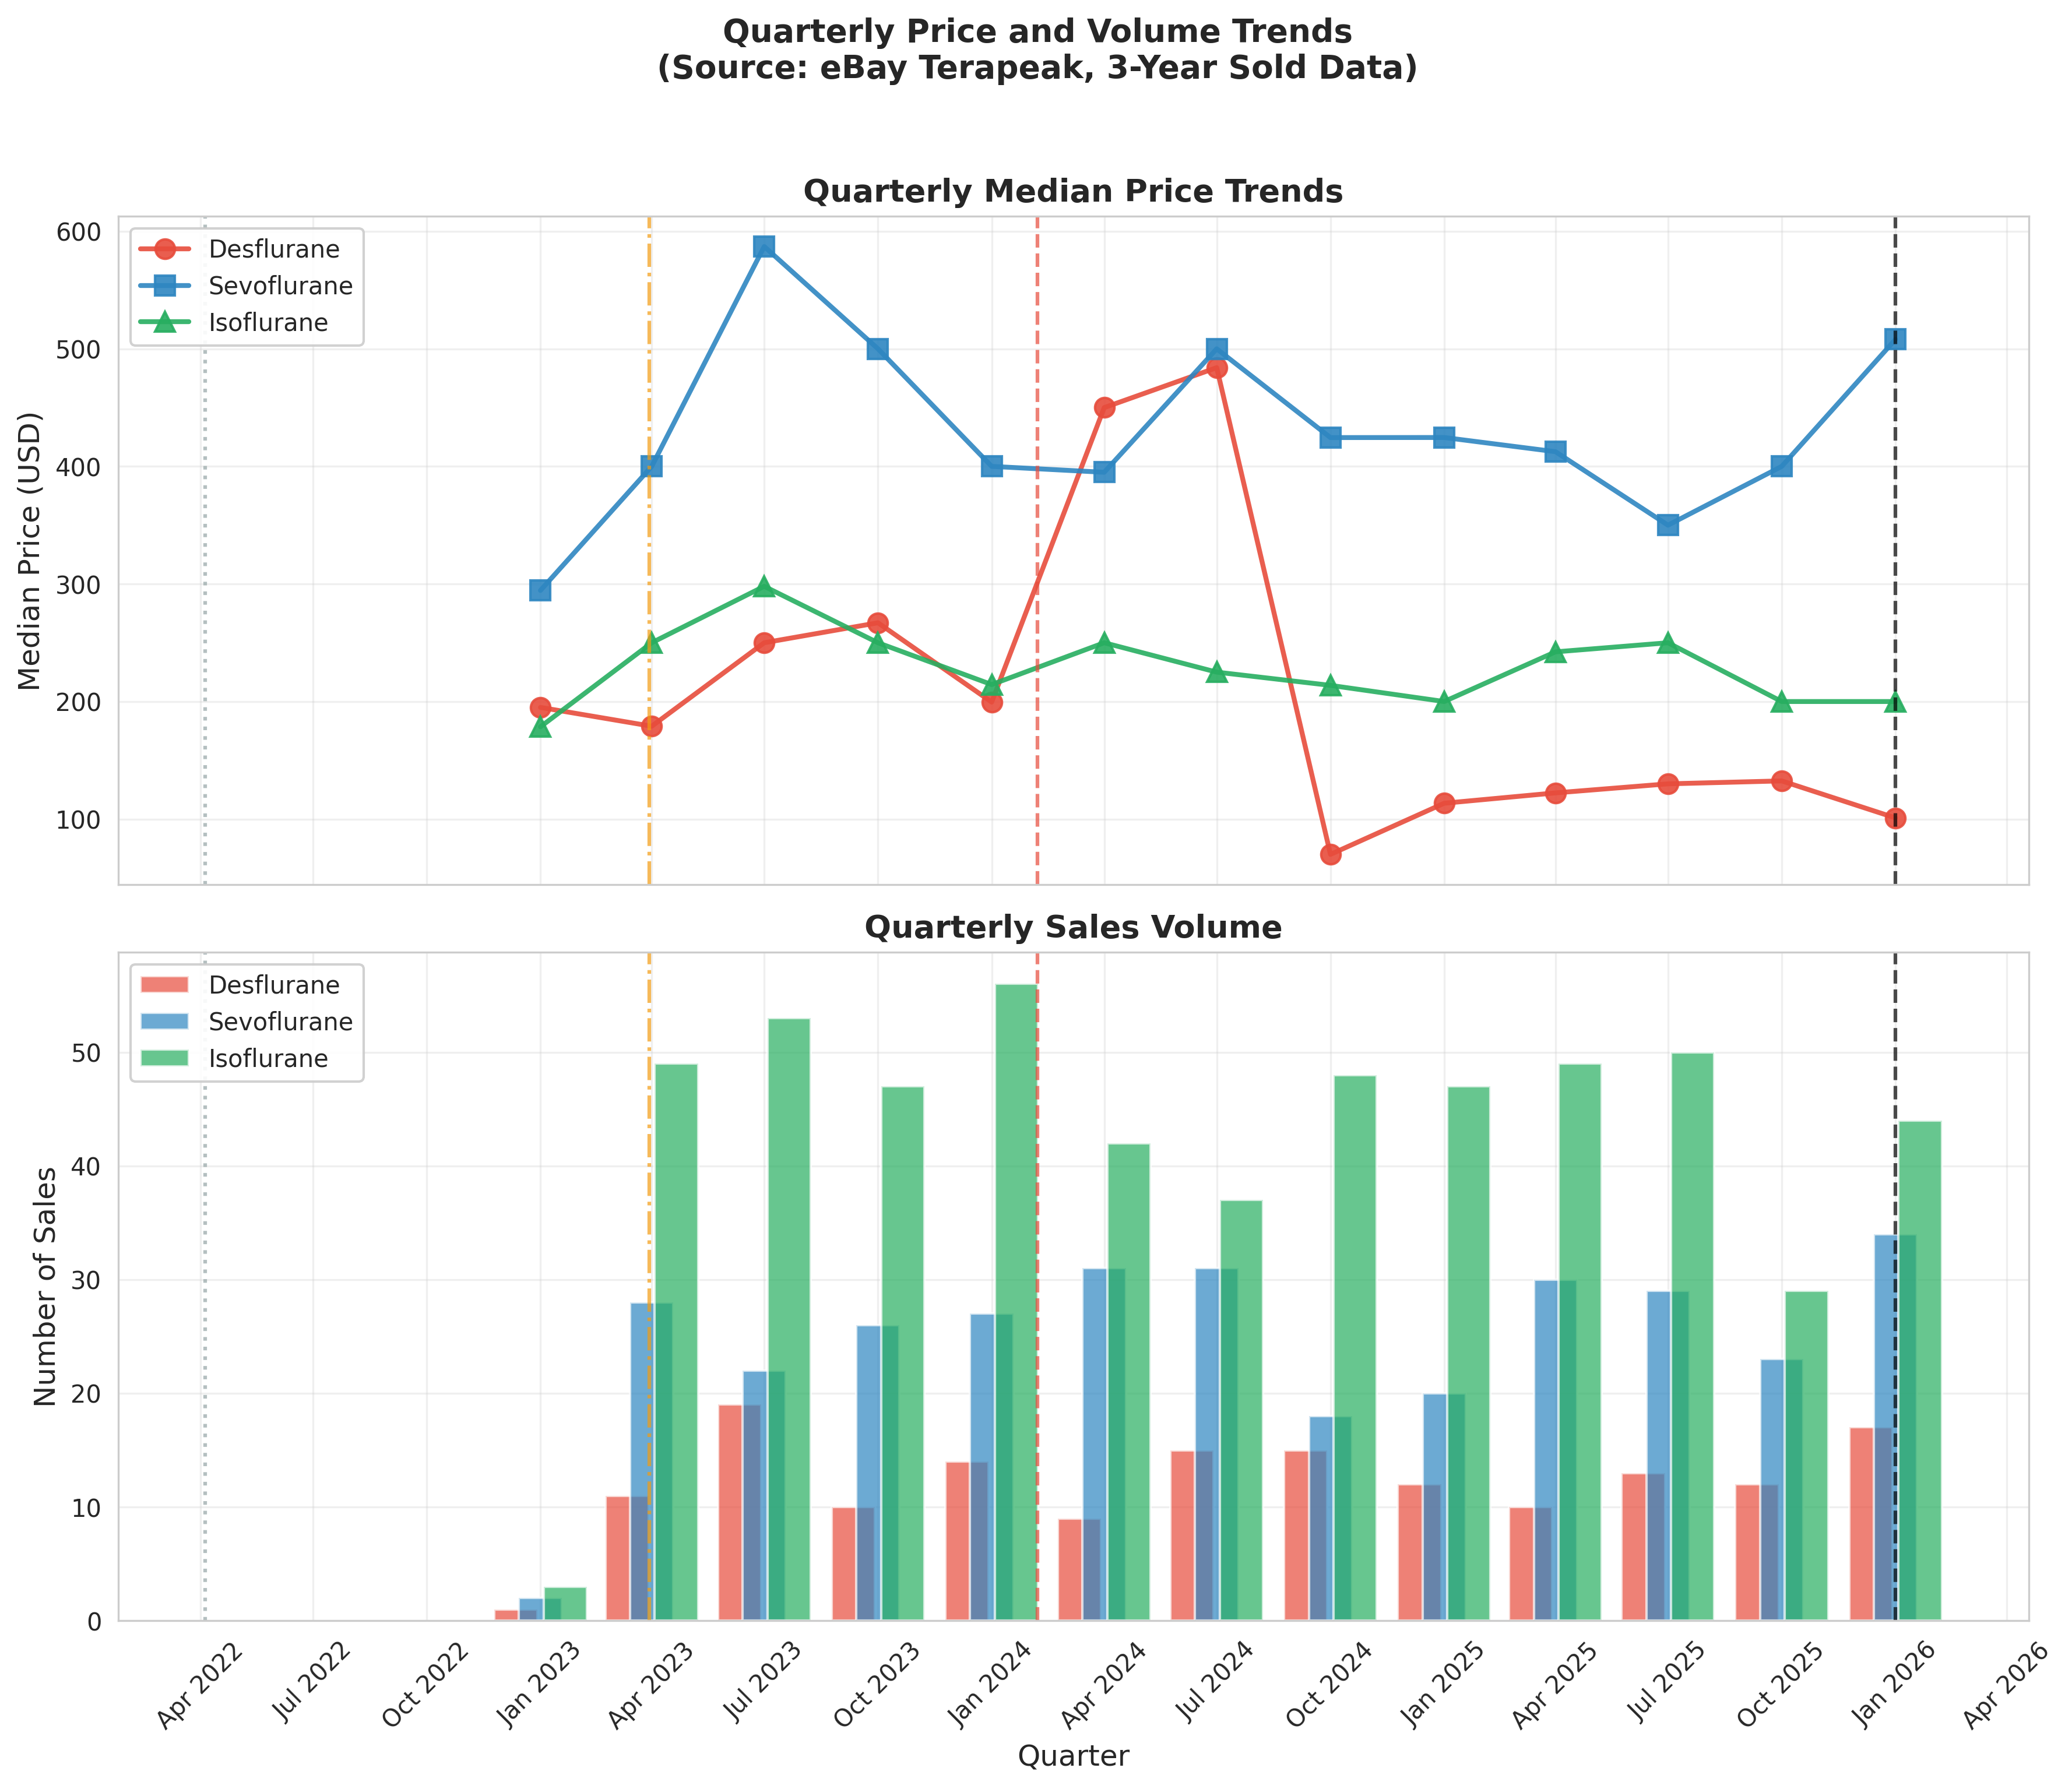 Quarterly Price and Volume Trends
(Source: eBay Terapeak, 3-Year Sold Data)
Quarterly Median Price Trends
Desflurane
Sevoflurane
Isoflurane
Median Price (USD)
600
500
400
300
200
100
Quarterly Sales Volume
Desflurane
Sevoflurane
Isoflurane
Number of Sales
50
40
30
20
10
0
Apr 2022
Jul 2022
Oct 2022
Jan 2023
Apr 2023
Jul 2023
Oct 2023
Jan 2024
Apr 2024
Jul 2024
Oct 2024
Jan 2025
Apr 2025
Jul 2025
Oct 2025
Jan 2026
Apr 2026
Quarter